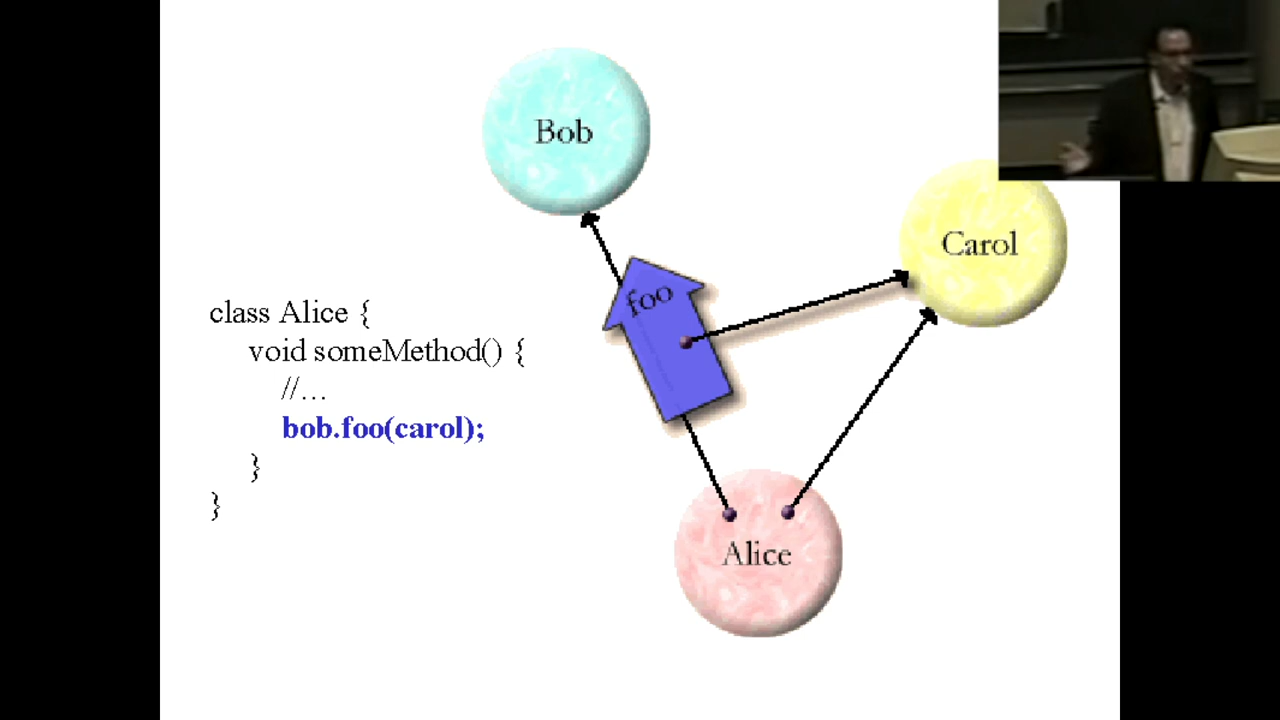 Bob
Carol
foo
class Alice {
void someMethod() {
//…
bob.foo(carol);
}
}
Alice